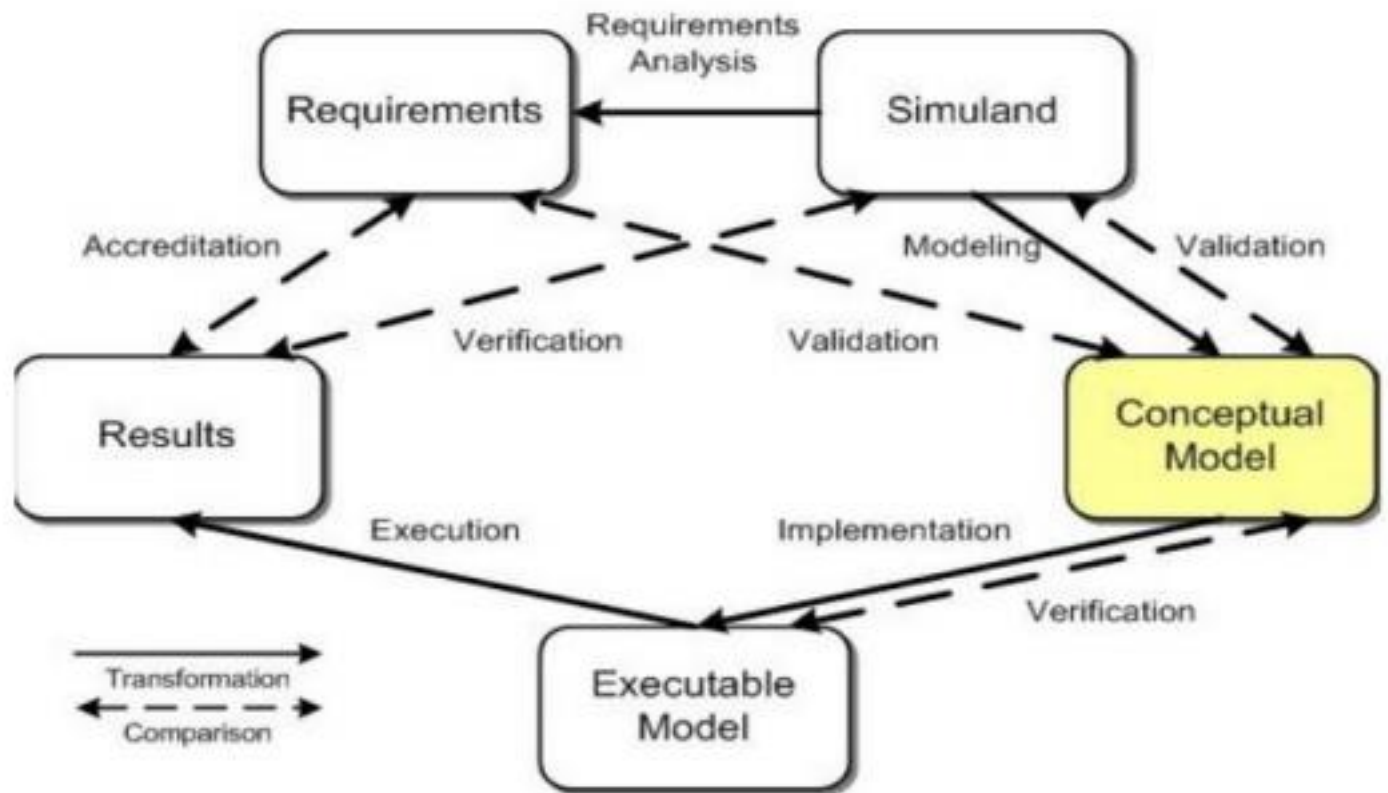 Requirements
Analysis
Requirements
Simuland
Accreditation
Modeling
Validation
Verification
Validation
Results
Conceptual
Model
Execution
Implementation
Verification
Transformation
Comparison
Executable
Model